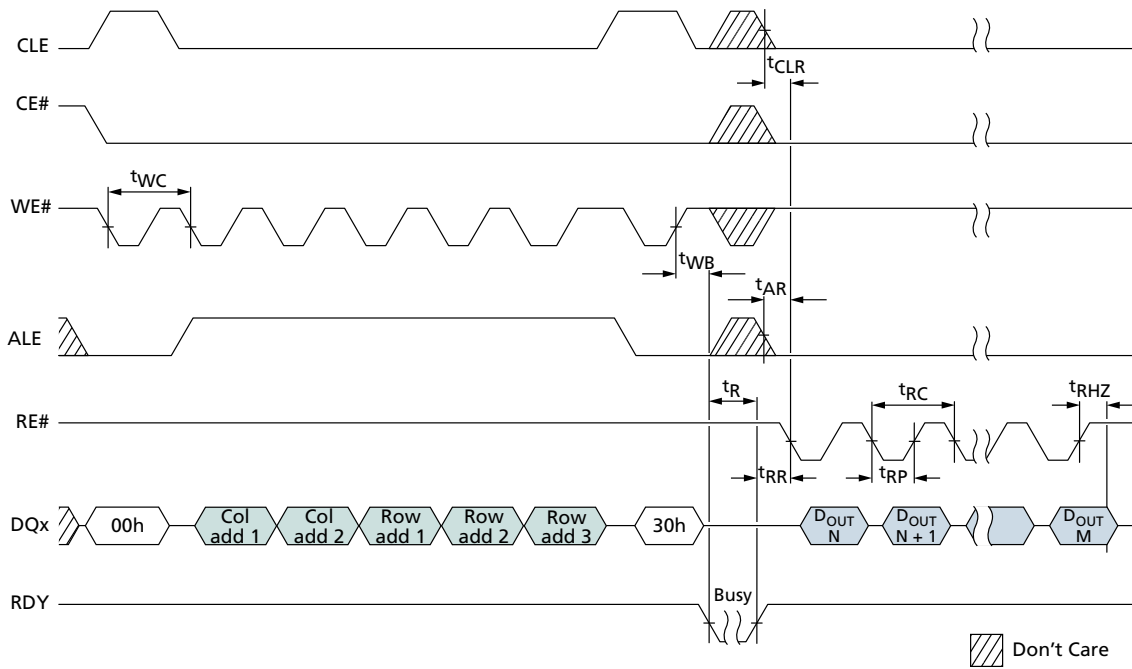 CLE
tCLR
CE#
tWC
WE#
tWB
tAR
ALE
tR
tRC
tRHZ
RE#
tRR
tRP
DQx
00h
Col
add 1
Col
add 2
Row
add 1
Row
add 2
Row
add 3
30h
DOUT
N
DOUT
N + 1
DOUT
M
RDY
Busy
Don't Care